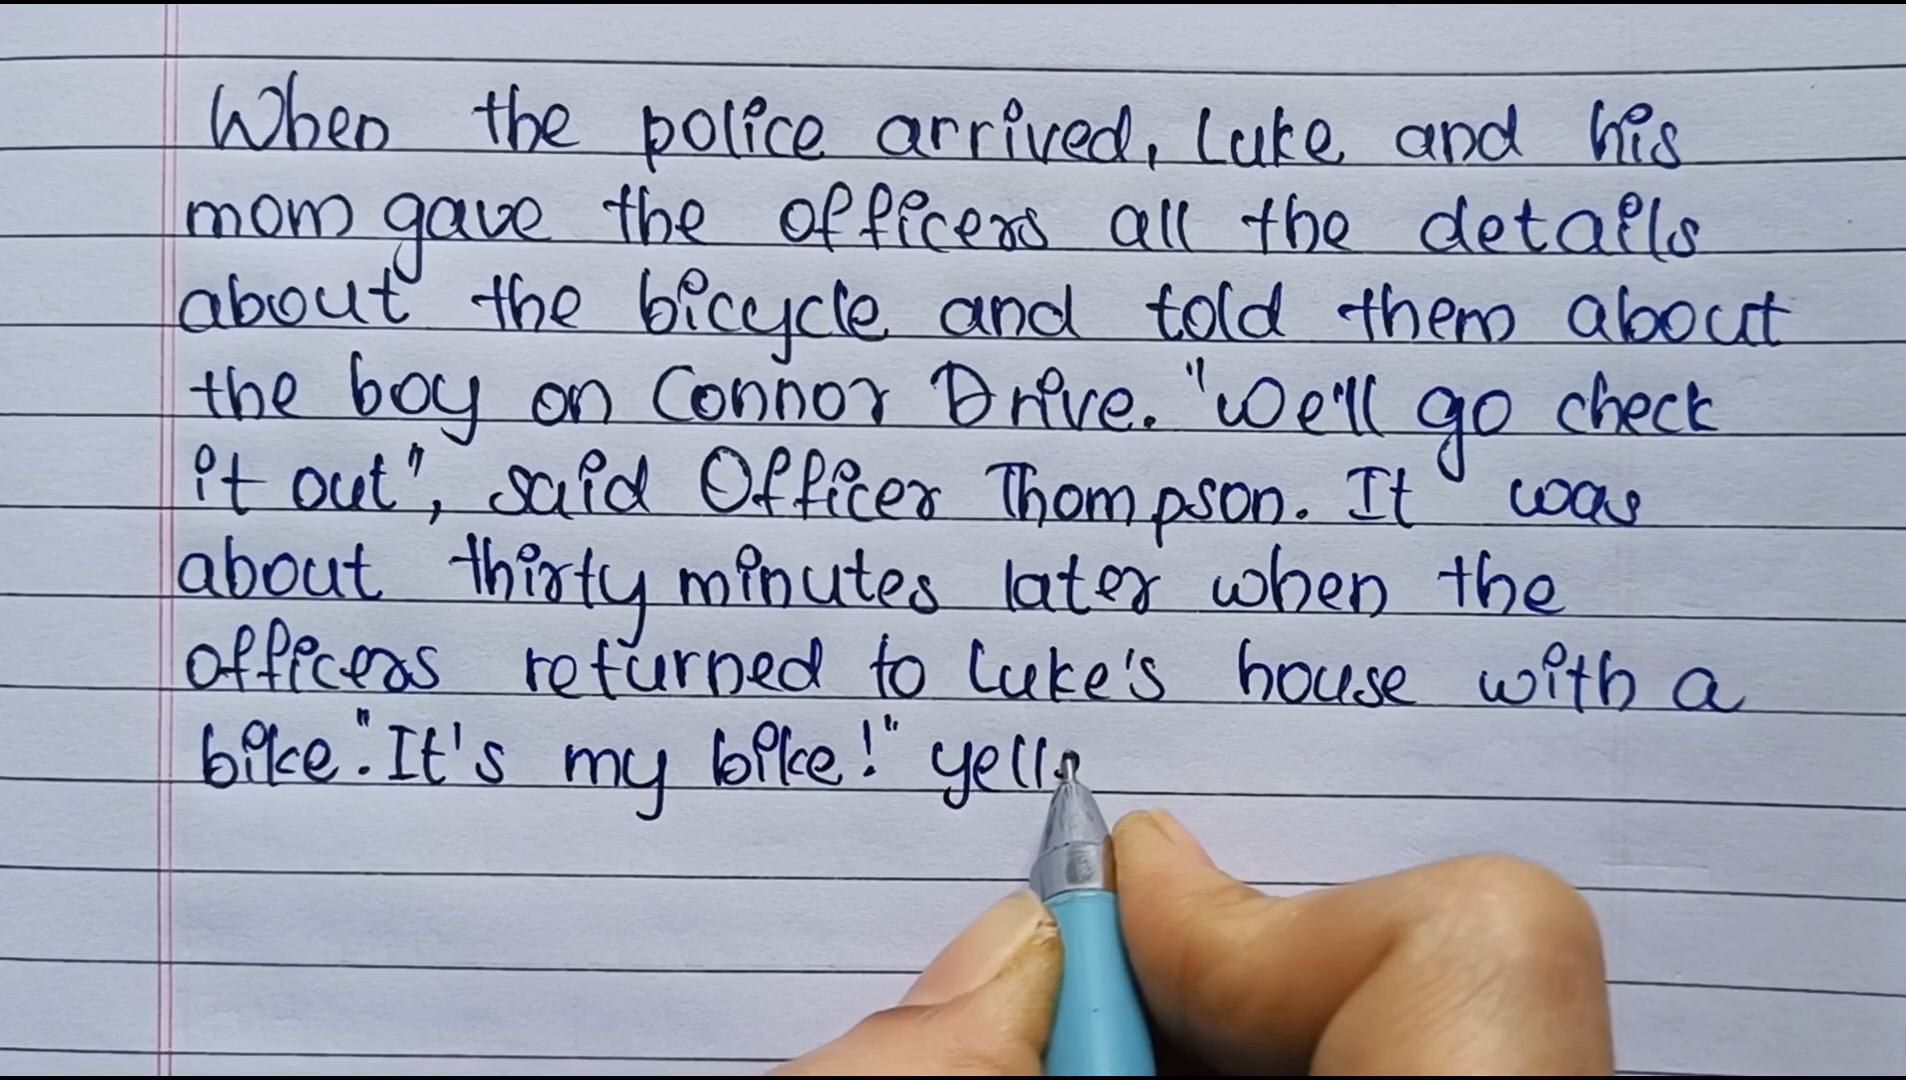 When the police arrived, Luke and his
mom gave the officers all the details
about the bicycle and told them about
the boy on Connor Drive. "We'll go check
it out", said Officer Thompson. It was
about thirty minutes later when the
officers returned to Luke's house with a
bike. "It's my bike!"